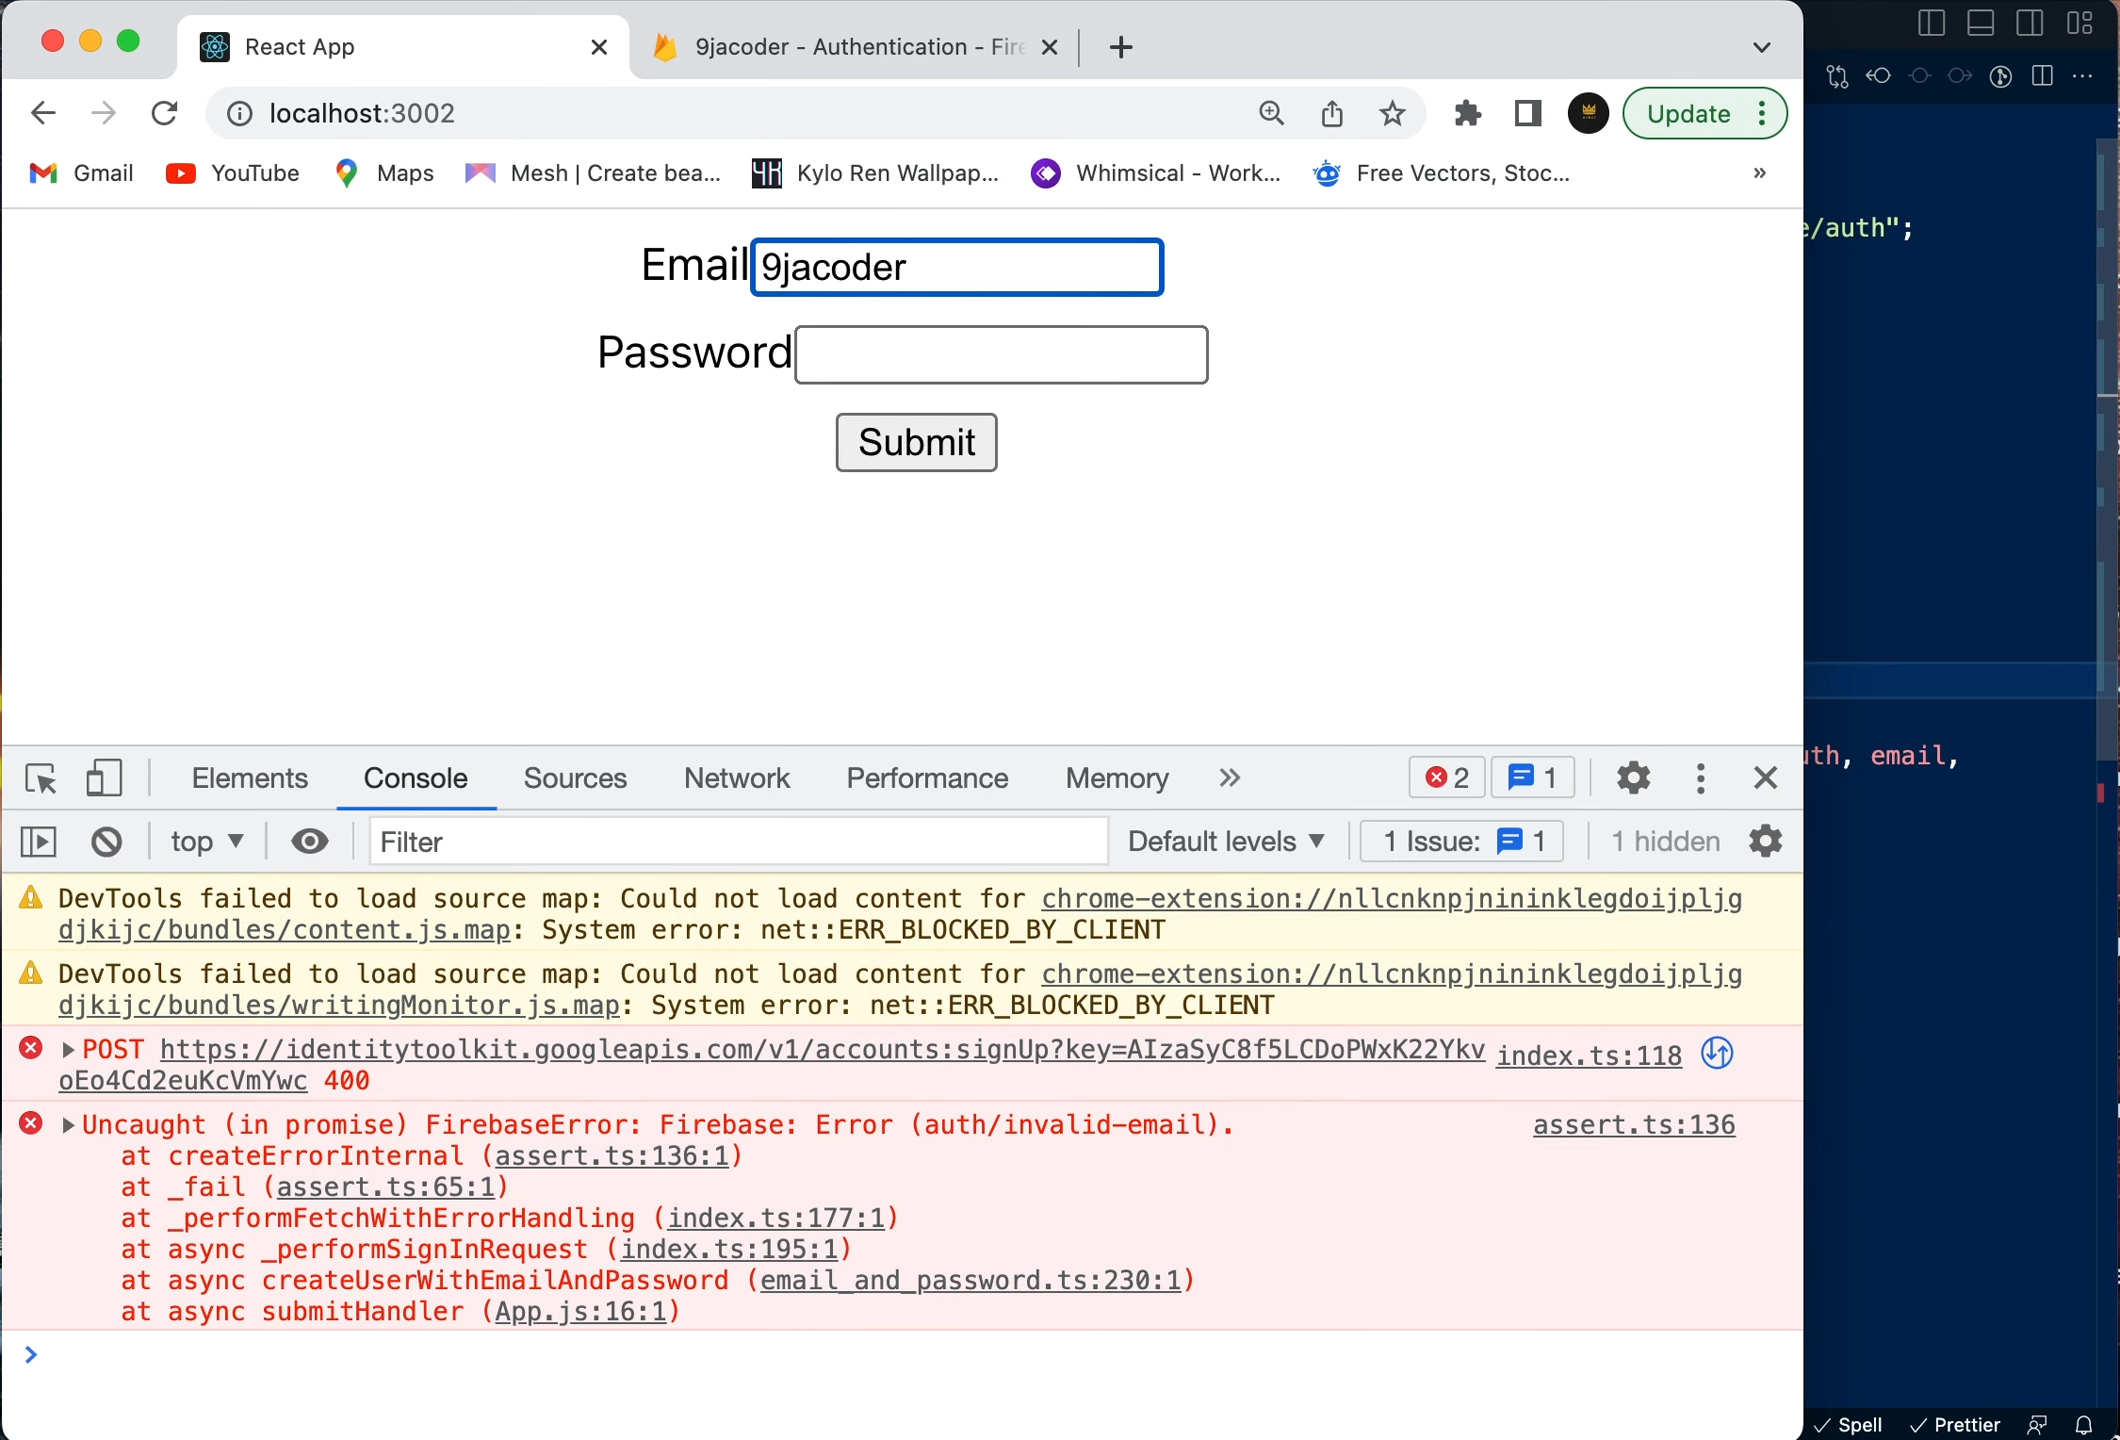 React App
9jacoder - Authentication - Fire
localhost:3002
Update
Gmail
YouTube
Maps
Mesh | Create bea...
Kylo Ren Wallpap...
Whimsical - Work...
Free Vectors, Stoc...
»
e/auth";
Email 9jacoder
Password
Submit
uth, email,
Elements
Console
Sources
Network
Performance
Memory
»
2
1
top
Filter
Default levels
1 Issue: 1
1 hidden
DevTools failed to load source map: Could not load content for chrome-extension://nllcnknpjnininklegdoijpljg
djkijc/bundles/content.js.map: System error: net::ERR_BLOCKED_BY_CLIENT
DevTools failed to load source map: Could not load content for chrome-extension://nllcnknpjnininklegdoijpljg
djkijc/bundles/writingMonitor.js.map: System error: net::ERR_BLOCKED_BY_CLIENT
POST https://identitytoolkit.googleapis.com/v1/accounts:signUp?key=AIzaSyC8f5LCDoPWxK22Ykv index.ts:118
oEo4Cd2euKcVmYwc 400
Uncaught (in promise) FirebaseError: Firebase: Error (auth/invalid-email). assert.ts:136
at createErrorInternal (assert.ts:136:1)
at _fail (assert.ts:65:1)
at _performFetchWithErrorHandling (index.ts:177:1)
at async _performSignInRequest (index.ts:195:1)
at async createUserWithEmailAndPassword (email_and_password.ts:230:1)
at async submitHandler (App.js:16:1)
Spell
Prettier